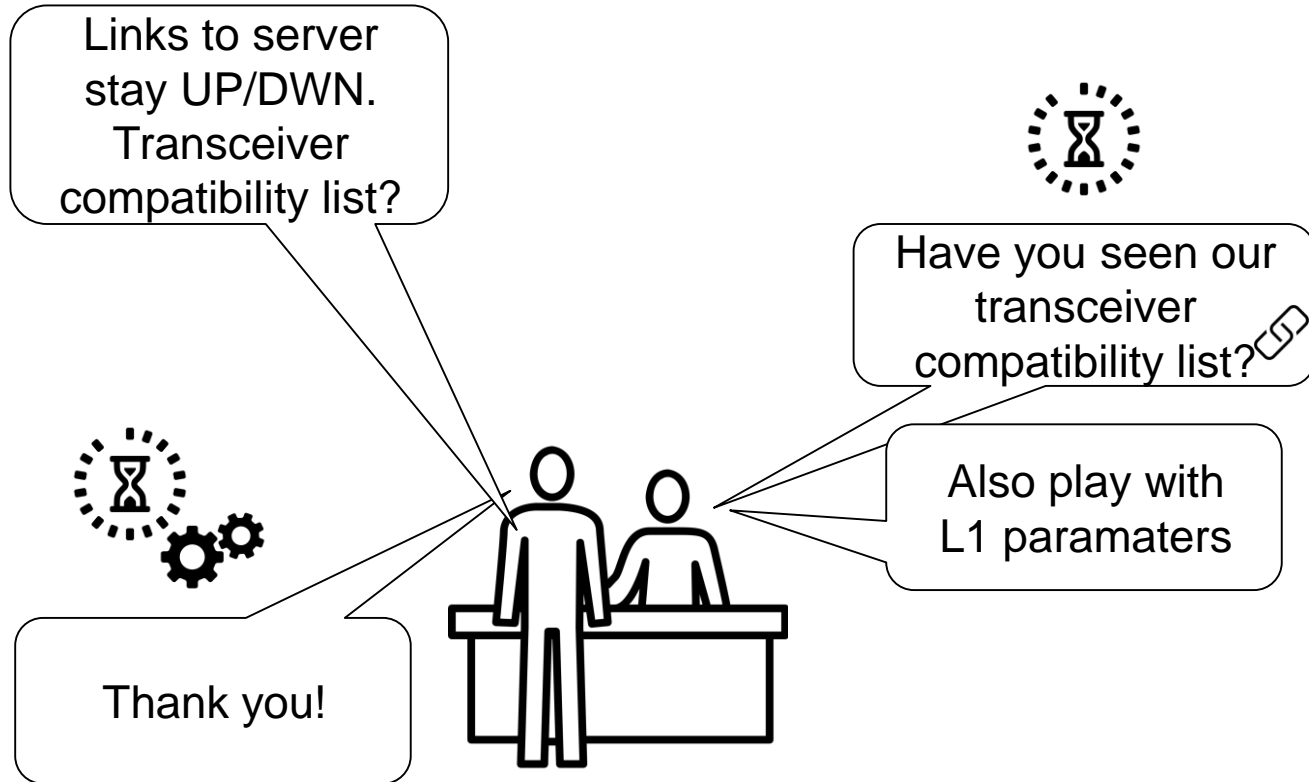 Links to server
stay UP/DWN.
Transceiver
compatibility list?
Have you seen our
transceiver
compatibility list?
Also play with
L1 paramaters
Thank you!